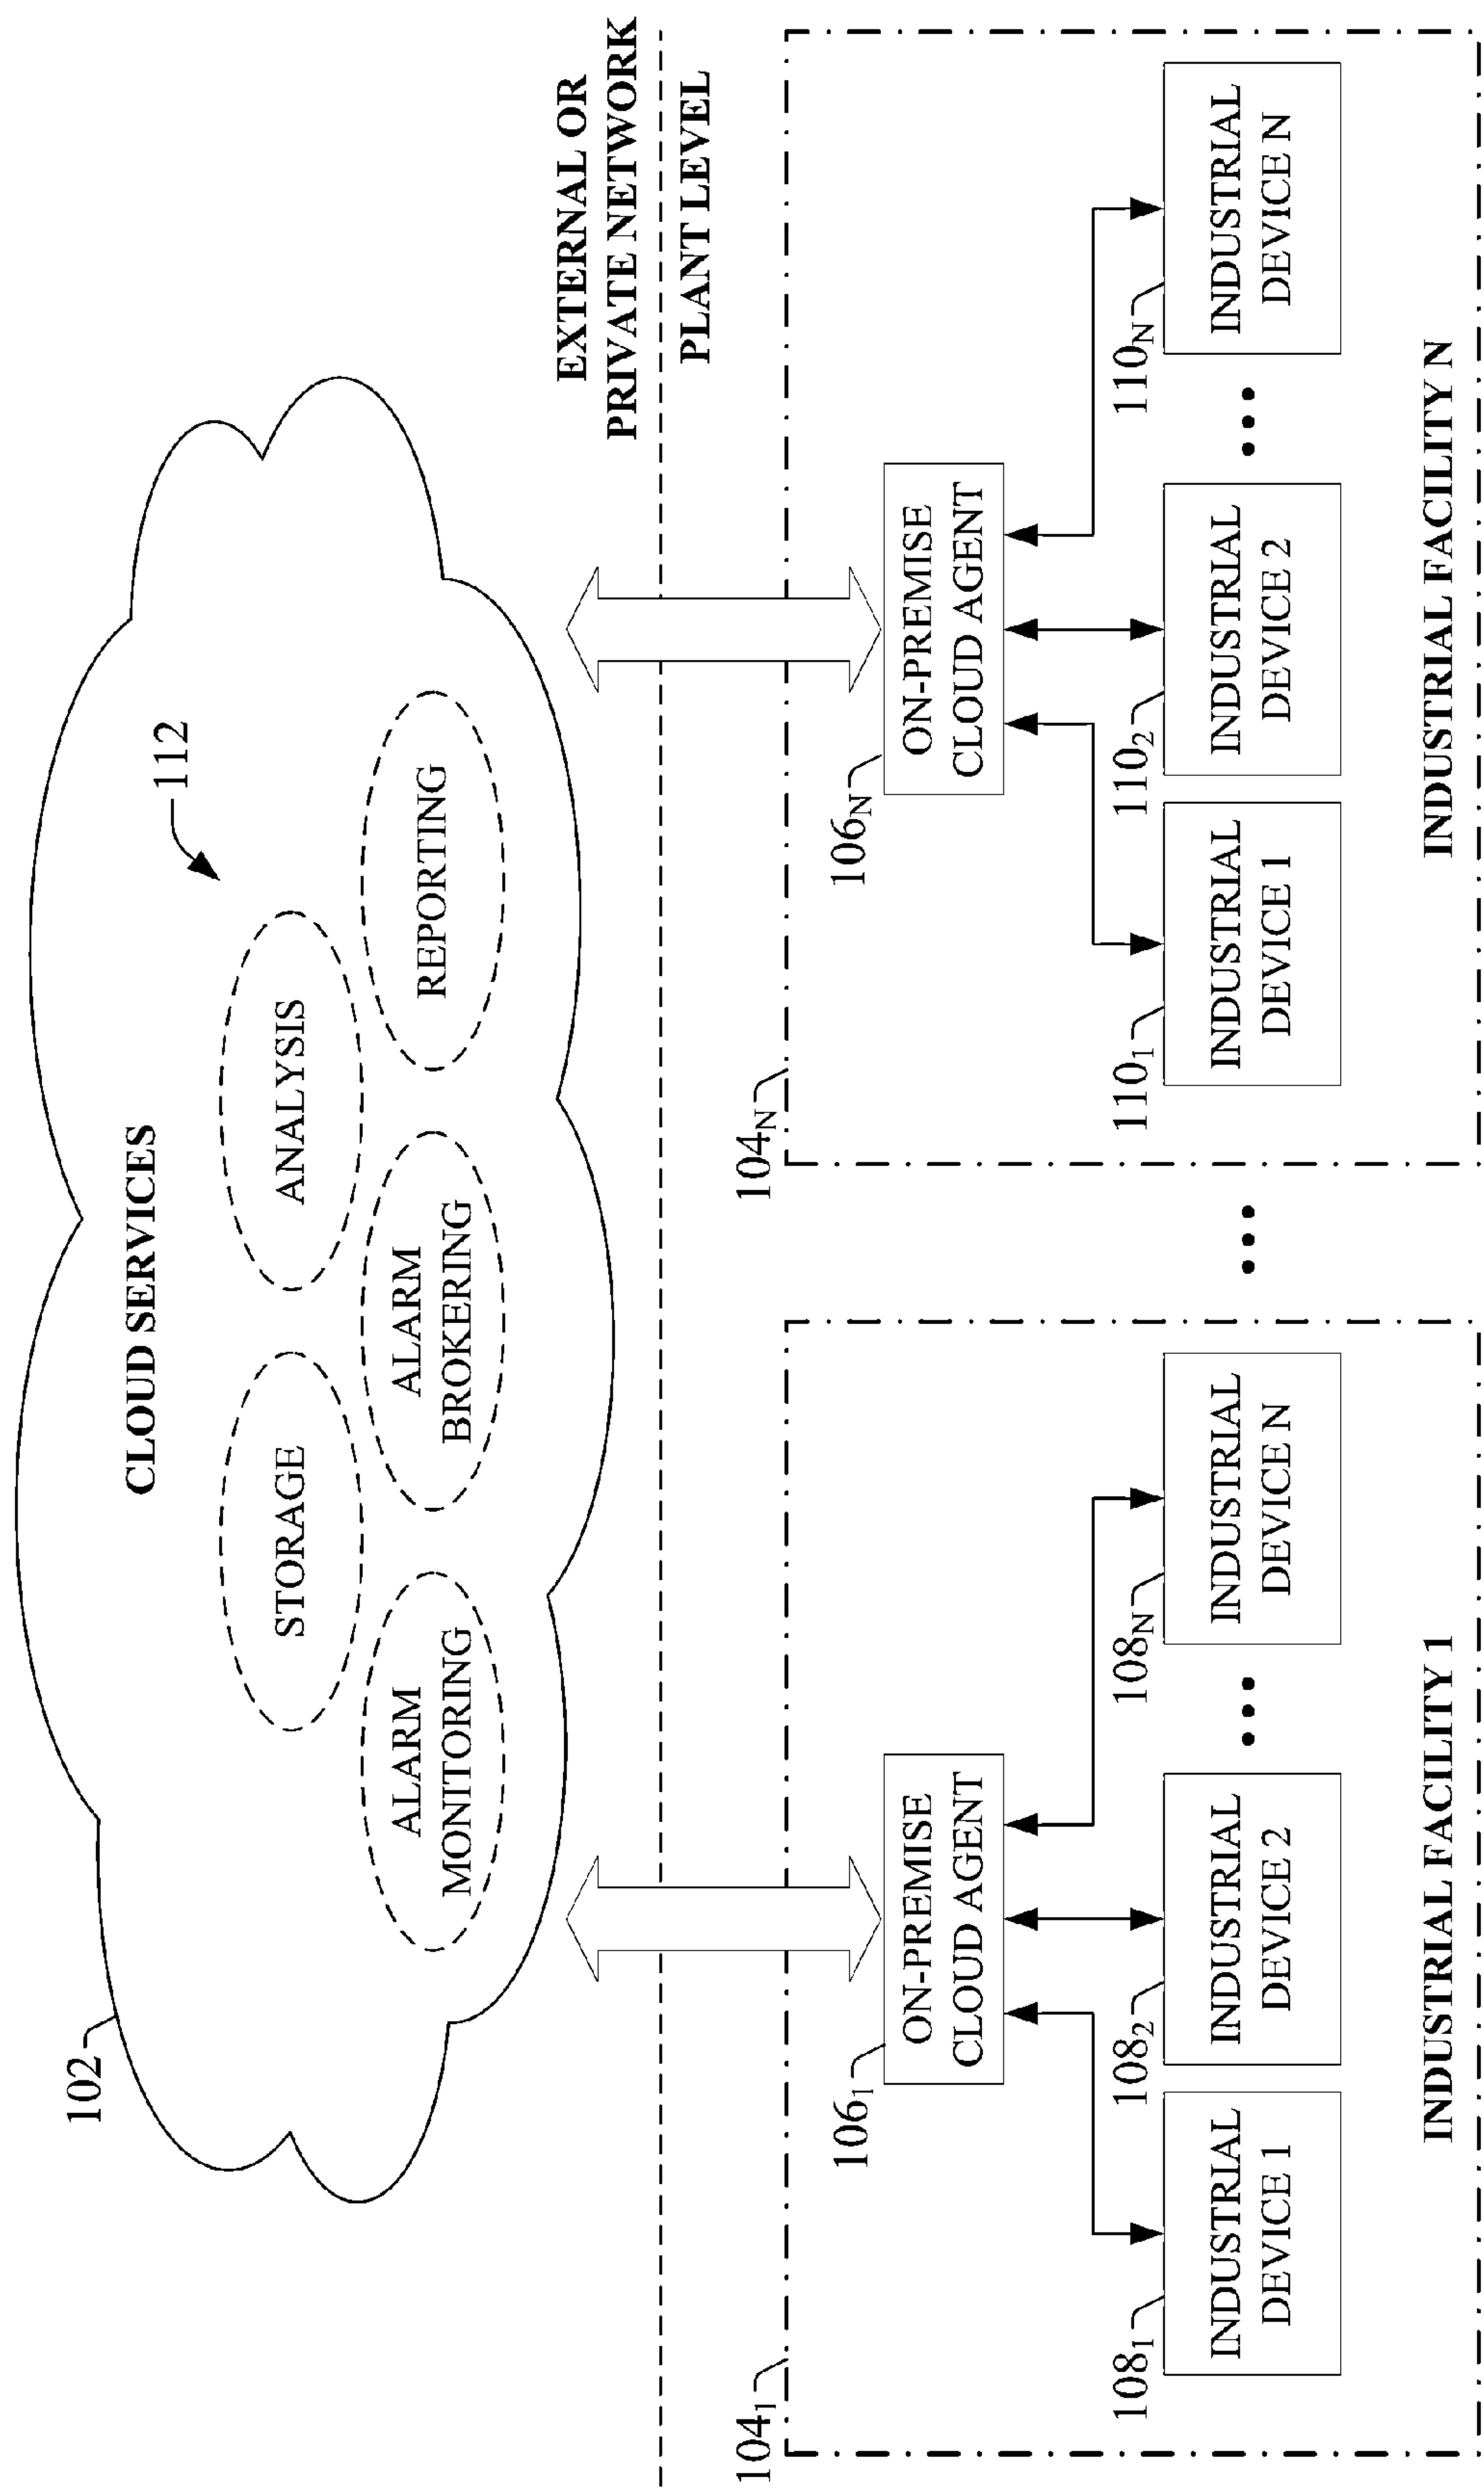 102
CLOUD SERVICES
112
STORAGE
ANALYSIS
ALARM
MONITORING
ALARM
BROKERING
REPORTING
EXTERNAL OR
PRIVATE NETWORK
PLANT LEVEL
104₁
106₁
ON-PREMISE
CLOUD AGENT
108₁
INDUSTRIAL
DEVICE 1
108₂
INDUSTRIAL
DEVICE 2
•••
108N
INDUSTRIAL
DEVICE N
INDUSTRIAL FACILITY 1
•••
104N
106N
ON-PREMISE
CLOUD AGENT
110₁
INDUSTRIAL
DEVICE 1
110₂
INDUSTRIAL
DEVICE 2
•••
110N
INDUSTRIAL
DEVICE N
INDUSTRIAL FACILITY N